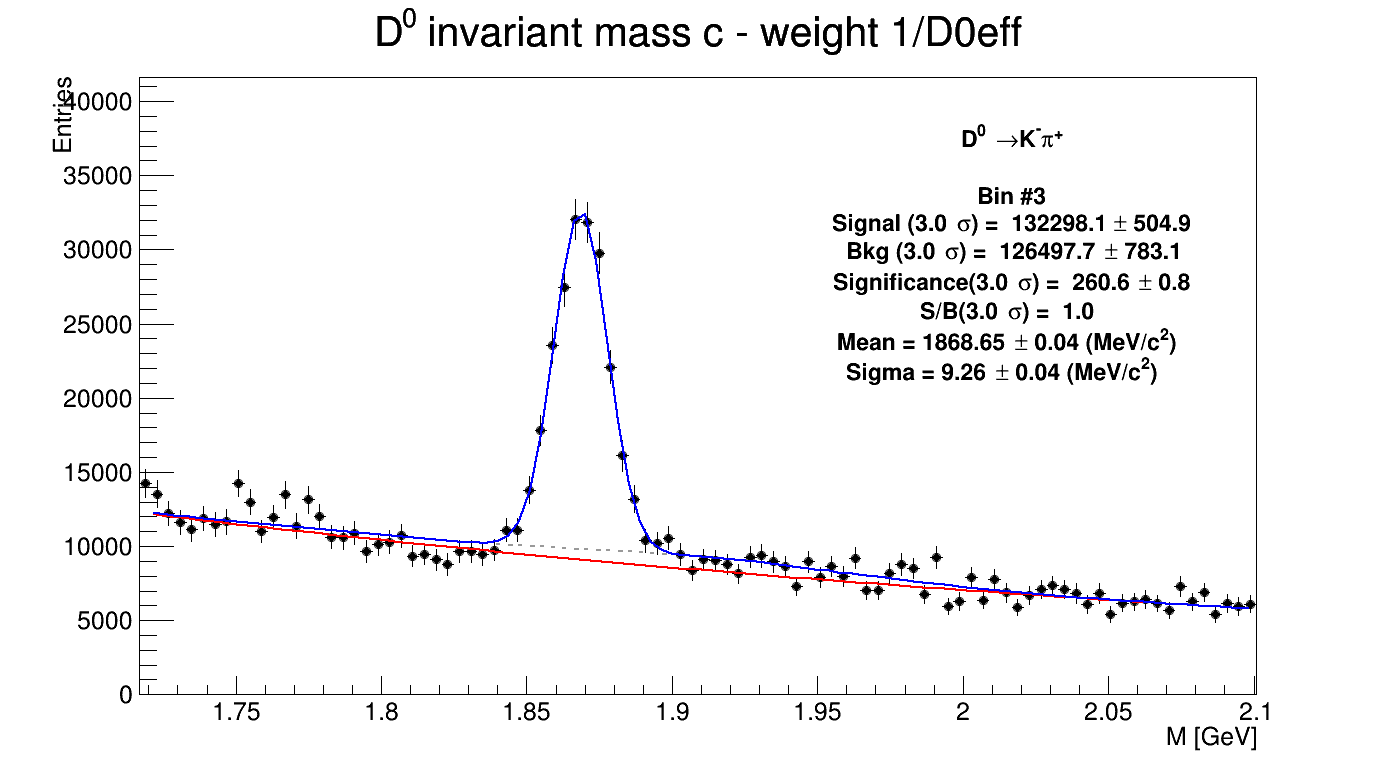 D⁰ invariant mass c - weight 1/D0eff
Entries
40000
35000
30000
25000
20000
15000
10000
5000
0
D⁰ →K⁻π⁺
Bin #3
Signal (3.0 σ) = 132298.1 ± 504.9
Bkg (3.0 σ) = 126497.7 ± 783.1
Significance(3.0 σ) = 260.6 ± 0.8
S/B(3.0 σ) = 1.0
Mean = 1868.65 ± 0.04 (MeV/c²)
Sigma = 9.26 ± 0.04 (MeV/c²)
1.75 1.8 1.85 1.9 1.95 2 2.05 2.1
M [GeV]